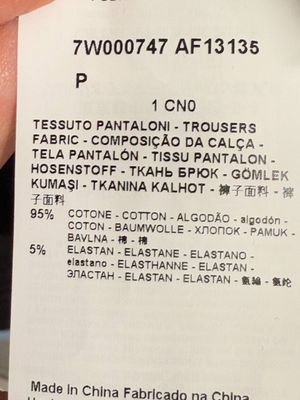 7W000747 AF13135
P
1 CN0
TESSUTO PANTALONI - TROUSERS
FABRIC - COMPOSIÇÃO DA CALÇA -
TELA PANTALÓN - TISSU PANTALON -
HOSENSTOFF - ТКАНЬ БРЮК - GÖMLEK
KUMAŞI - TKANINA KALHOT - 褲子面料 - 裤
子面料
95% COTONE - COTTON - ALGODÃO - algodón -
COTON - BAUMWOLLE - ХЛОПОК - PAMUK -
BAVLNA - 棉 - 棉
5% ELASTAN - ELASTANE - ELASTANO -
elastano - ELASTHANNE - ELASTAN -
ЭЛАСТАН - ELASTAN - ELASTAN - 氨綸 - 氨纶
Made in China Fabricado na China